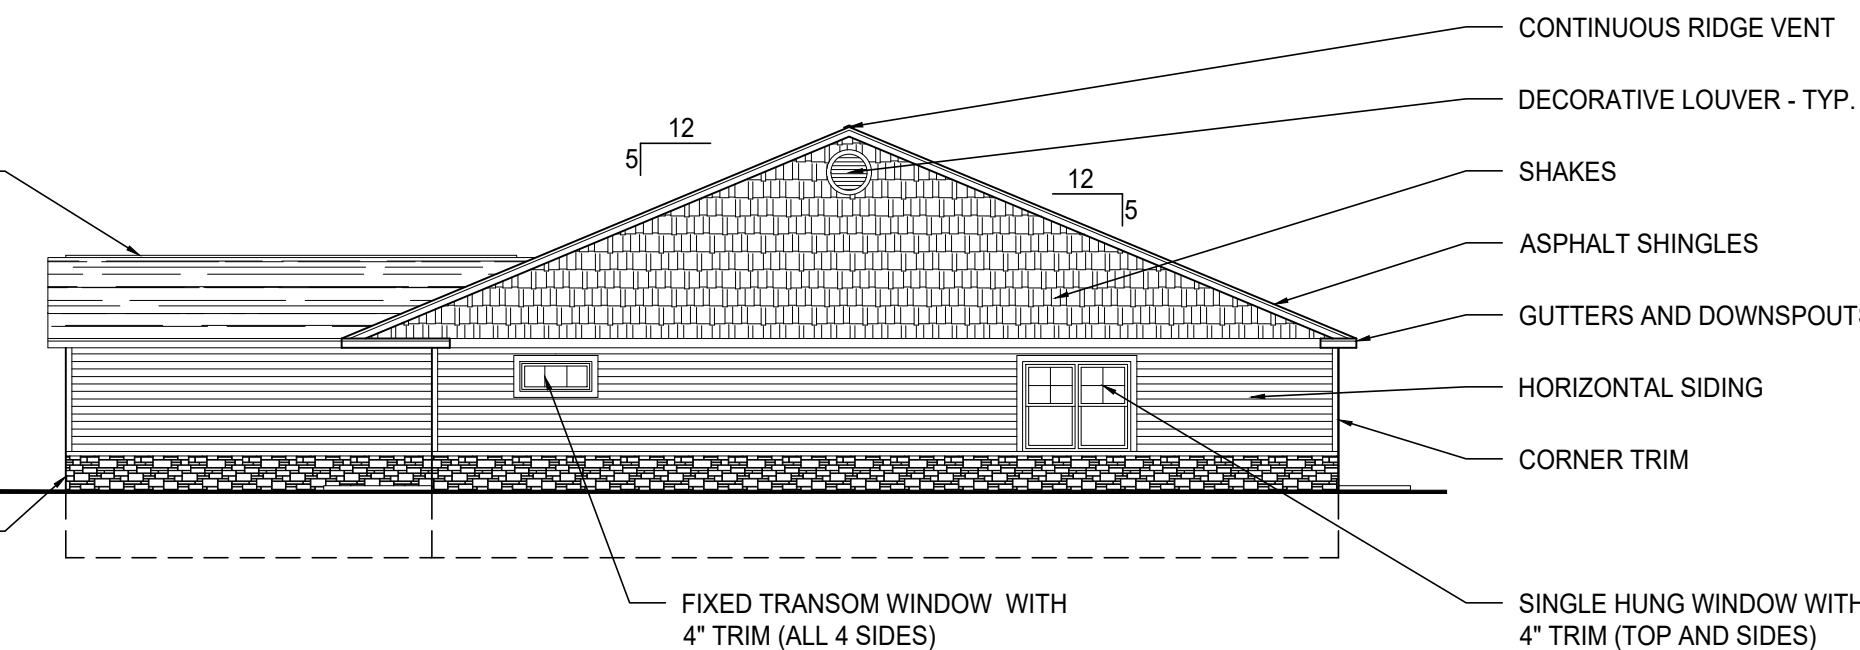 CONTINUOUS RIDGE VENT
DECORATIVE LOUVER - TYP.
12
5
SHAKES
12
5
ASPHALT SHINGLES
GUTTERS AND DOWNSPOUTS
HORIZONTAL SIDING
CORNER TRIM
FIXED TRANSOM WINDOW WITH
4" TRIM (ALL 4 SIDES)
SINGLE HUNG WINDOW WITH
4" TRIM (TOP AND SIDES)